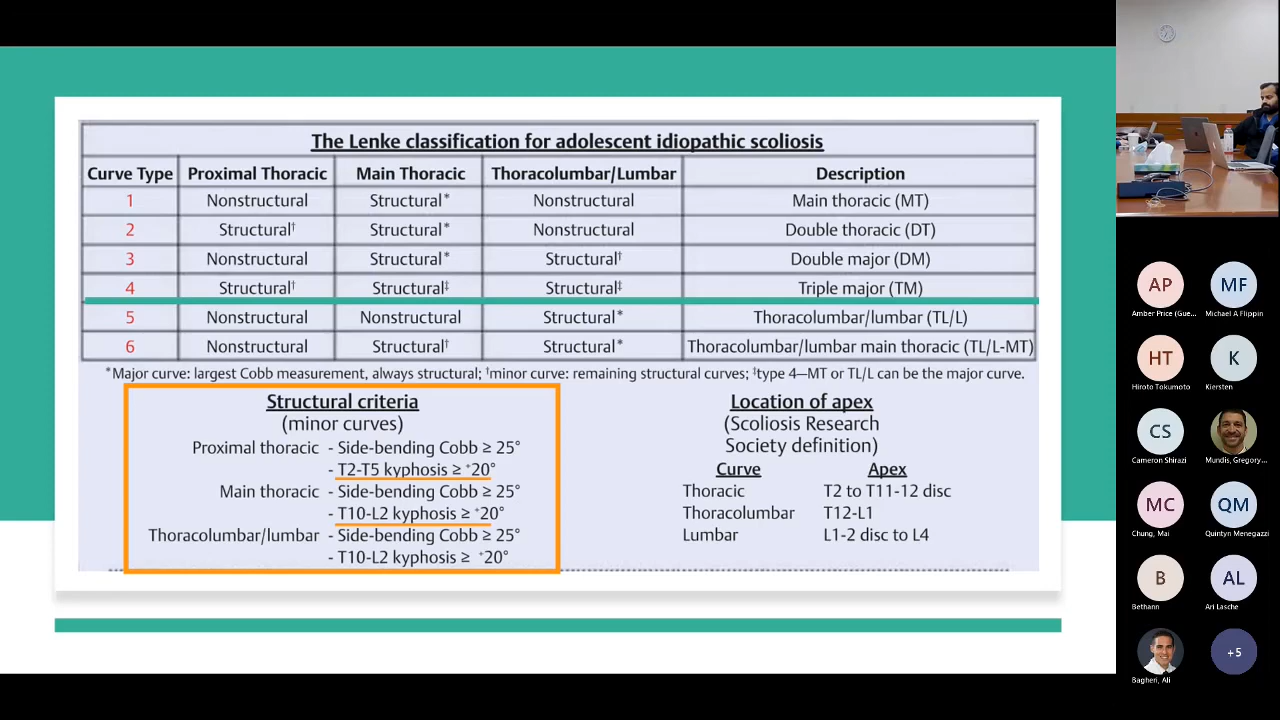 The Lenke classification for adolescent idiopathic scoliosis
Curve Type Proximal Thoracic Main Thoracic Thoracolumbar/Lumbar Description
1 Nonstructural Structural* Nonstructural Main thoracic (MT)
2 Structural† Structural* Nonstructural Double thoracic (DT)
3 Nonstructural Structural* Structural† Double major (DM)
4 Structural† Structural‡ Structural‡ Triple major (TM)
5 Nonstructural Nonstructural Structural* Thoracolumbar/lumbar (TL/L)
6 Nonstructural Structural† Structural* Thoracolumbar/lumbar main thoracic (TL/L-MT)
*Major curve: largest Cobb measurement, always structural; †minor curve: remaining structural curves; ‡type 4—MT or TL/L can be the major curve.
Structural criteria
(minor curves)
Proximal thoracic - Side-bending Cobb ≥ 25°
- T2-T5 kyphosis ≥ +20°
Main thoracic - Side-bending Cobb ≥ 25°
- T10-L2 kyphosis ≥ +20°
Thoracolumbar/lumbar - Side-bending Cobb ≥ 25°
- T10-L2 kyphosis ≥ +20°
Location of apex
(Scoliosis Research
Society definition)
Curve Apex
Thoracic T2 to T11-12 disc
Thoracolumbar T12-L1
Lumbar L1-2 disc to L4
AP MF
Amber Price (Gue... Michael A Flippin
HT K
Hiroto Tokumoto Kiersten
CS
Cameron Shirazi Mundis, Gregory...
MC QM
Chung, Mai Quintyn Menegazzi
B AL
Bethann Ari Lasche
+5
Bagheri, Ali